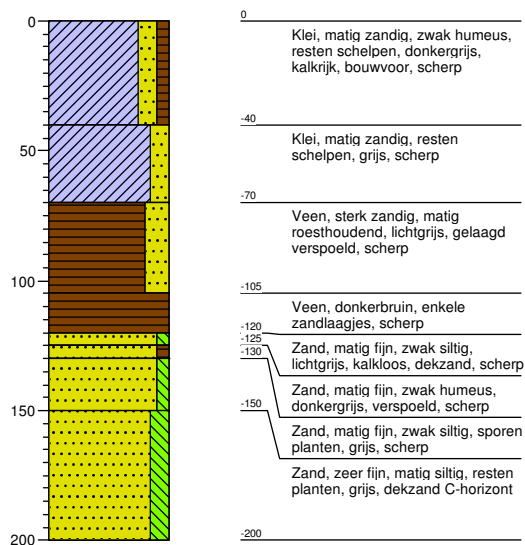 0
50
100
150
200
0
Klei, matig zandig, zwak humeus,
resten schelpen, donkergrijs,
kalkrijk, bouwvoor, scherp
-40
Klei, matig zandig, resten
schelpen, grijs, scherp
-70
Veen, sterk zandig, matig
roesthoudend, lichtgrijs, gelaagd
verspoeld, scherp
-105
Veen, donkerbruin, enkele
zandlaagjes, scherp
-120
Zand, matig fijn, zwak siltig,
lichtgrijs, kalkloos, dekzand, scherp
-125
Zand, matig fijn, zwak humeus,
donkergrijs, verspoeld, scherp
-130
Zand, matig fijn, zwak siltig, sporen
planten, grijs, scherp
-150
Zand, zeer fijn, matig siltig, resten
planten, grijs, dekzand C-horizont
-200